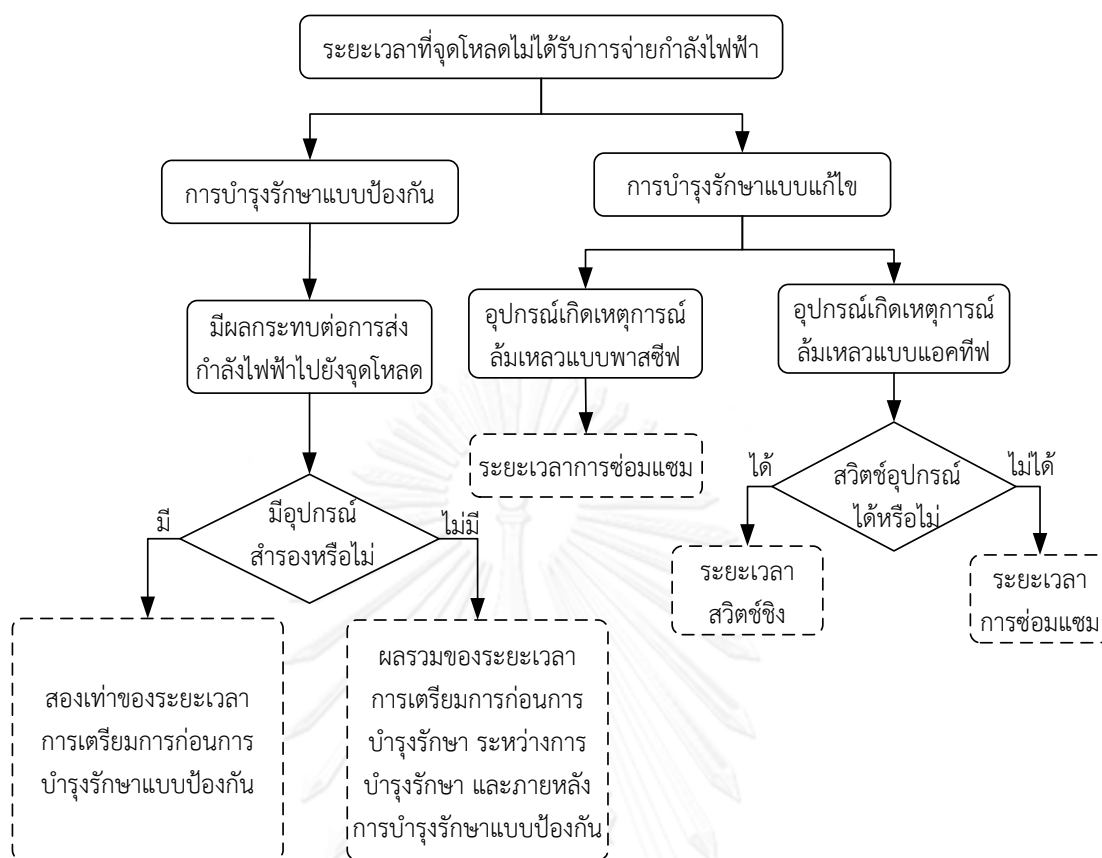 ระยะเวลาที่จุดโหลดไม่ได้รับการจ่ายกำลังไฟฟ้า
การบำรุงรักษาแบบป้องกัน
การบำรุงรักษาแบบแก้ไข
มีผลกระทบต่อการส่ง
กำลังไฟฟ้าไปยังจุดโหลด
อุปกรณ์เกิดเหตุการณ์
ล้มเหลวแบบพาสซีฟ
อุปกรณ์เกิดเหตุการณ์
ล้มเหลวแบบแอคทีฟ
ระยะเวลาการซ่อมแซม
ได้
สวิตช์อุปกรณ์
ได้หรือไม่
ไม่ได้
มี
มีอุปกรณ์
สำรองหรือไม่
ไม่มี
ระยะเวลา
สวิตช์ชิง
ระยะเวลา
การซ่อมแซม
สองเท่าของระยะเวลา
การเตรียมการก่อนการ
บำรุงรักษาแบบป้องกัน
ผลรวมของระยะเวลา
การเตรียมการก่อนการ
บำรุงรักษา ระหว่างการ
บำรุงรักษา และภายหลัง
การบำรุงรักษาแบบป้องกัน